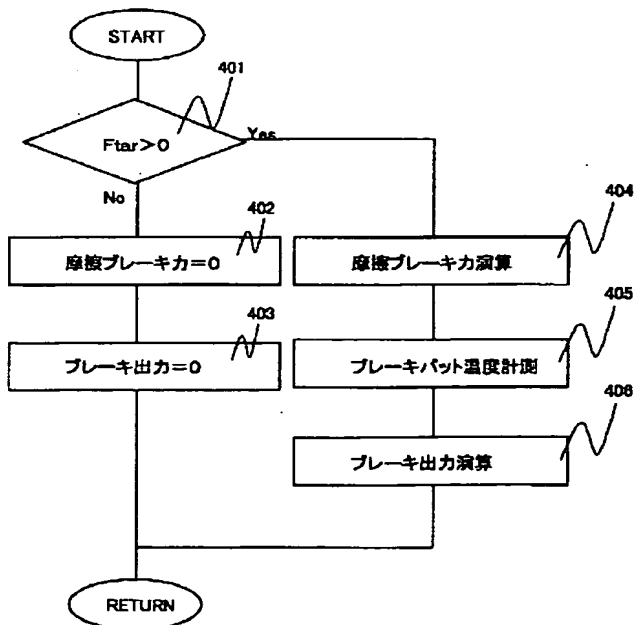 START
401
Ftar＞0
Yes
No
402
摩擦ブレーキ力＝0
404
摩擦ブレーキ力演算
403
ブレーキ出力＝0
405
ブレーキパット温度計測
406
ブレーキ出力演算
RETURN